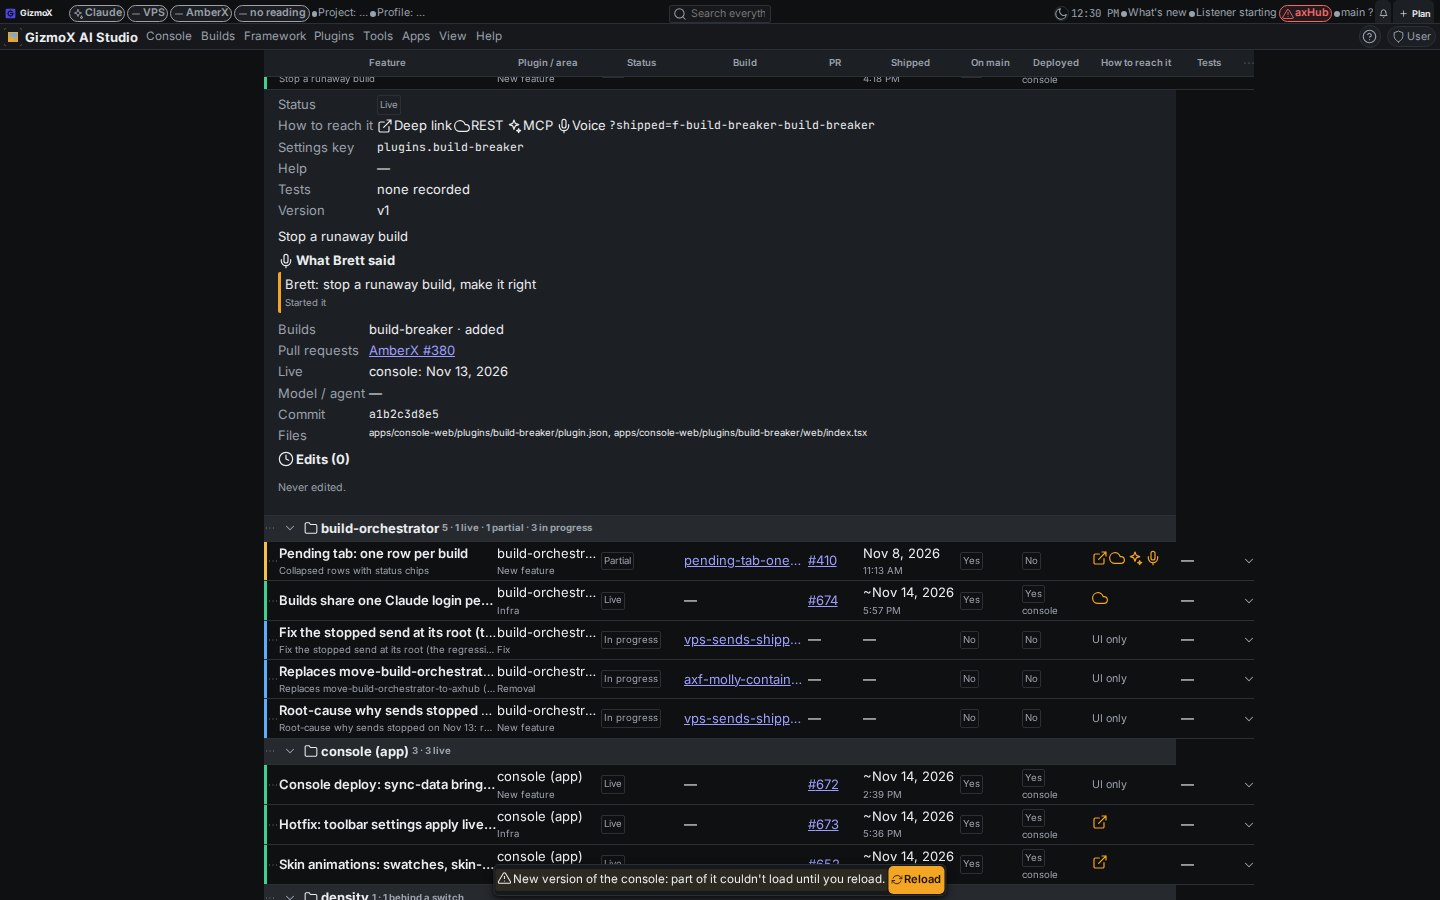 GizmoX
Claude
VPS
AmberX
no reading
Project: ...
Profile: ...
Search everyth
12:30 PM
What's new
Listener starting
axHub
main ?
Plan
GizmoX AI Studio
Console
Builds
Framework
Plugins
Tools
Apps
View
Help
User
Feature
Plugin / area
Status
Build
PR
Shipped
On main
Deployed
How to reach it
Tests
Stop a runaway build
New feature
4:18 PM
console
Status
Live
How to reach it
Deep link REST MCP Voice ?shipped=f-build-breaker-build-breaker
Settings key
plugins.build-breaker
Help
—
Tests
none recorded
Version
v1
Stop a runaway build
What Brett said
Brett: stop a runaway build, make it right
Started it
Builds
build-breaker · added
Pull requests
AmberX #380
Live
console: Nov 13, 2026
Model / agent —
Commit
a1b2c3d8e5
Files
apps/console-web/plugins/build-breaker/plugin.json, apps/console-web/plugins/build-breaker/web/index.tsx
Edits (0)
Never edited.
build-orchestrator 5 · 1 live · 1 partial · 3 in progress
Pending tab: one row per build
Collapsed rows with status chips
build-orchestr...
New feature
Partial
pending-tab-one...
#410
Nov 8, 2026
11:13 AM
Yes
No
—
Builds share one Claude login pe...
build-orchestr...
Infra
Live
—
#674
~Nov 14, 2026
5:57 PM
Yes
Yes
console
—
Fix the stopped send at its root (t...
Fix the stopped send at its root (the regressi...
build-orchestr...
Fix
In progress
vps-sends-shipp...
—
—
No
No
UI only
—
Replaces move-build-orchestrat...
Replaces move-build-orchestrator-to-axhub (...
build-orchestr...
Removal
In progress
axf-molly-contain...
—
—
No
No
UI only
—
Root-cause why sends stopped ...
Root-cause why sends stopped on Nov 13: r...
build-orchestr...
New feature
In progress
vps-sends-shipp...
—
—
No
No
UI only
—
console (app) 3 · 3 live
Console deploy: sync-data bring...
console (app)
New feature
Live
—
#672
~Nov 14, 2026
2:39 PM
Yes
Yes
console
UI only
—
Hotfix: toolbar settings apply live...
console (app)
Infra
Live
—
#673
~Nov 14, 2026
5:36 PM
Yes
Yes
console
—
Skin animations: swatches, skin-...
console (app)
Live
—
#652
~Nov 14, 2026
Yes
Yes
console
—
New version of the console: part of it couldn't load until you reload.
Reload
density 1 · 1 behind a switch